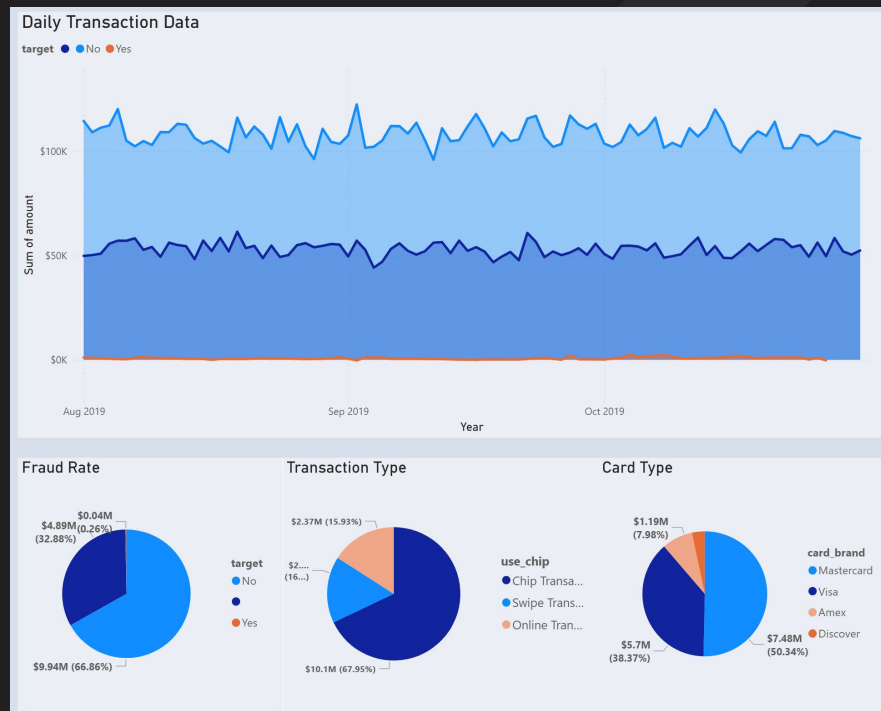 Daily Transaction Data
target No Yes
$100K
$50K
$0K
Sum of amount
Aug 2019 Sep 2019 Oct 2019
Year
Fraud Rate
$0.04M
(0.26%)
$4.89M
(32.88%)
$9.94M (66.86%)
target
No
Yes
Transaction Type
$2.37M (15.93%)
$2....
(16...)
$10.1M (67.95%)
use_chip
Chip Transa...
Swipe Trans...
Online Tran...
Card Type
$1.19M
(7.98%)
$5.7M
(38.37%)
$7.48M
(50.34%)
card_brand
Mastercard
Visa
Amex
Discover